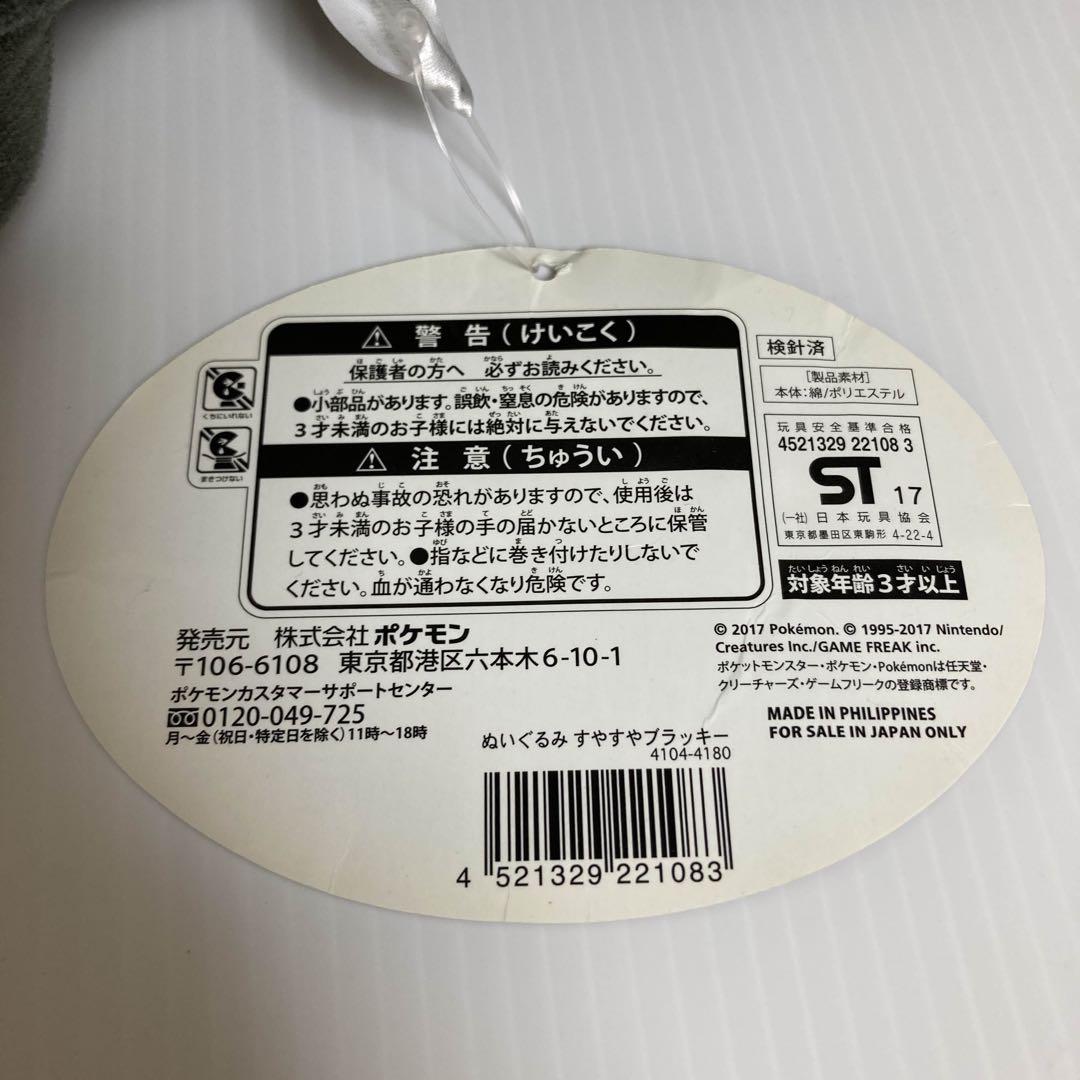 警告(けいこく)
保護者の方へ 必ずお読みください。
●小部品があります。誤飲・窒息の危険がありますので、
3才未満のお子様には絶対に与えないでください。
注意(ちゅうい)
●思わぬ事故の恐れがありますので、使用後は
3才未満のお子様の手の届かないところに保管
してください。●指などに巻き付けたりしないで
ください。血が通わなくなり危険です。
くちにいれない
まきつけない
検針済
[製品素材]
本体:綿/ポリエステル
玩具安全基準合格
4521329 22108 3
ST 17
(一社)日本玩具協会
東京都墨田区東駒形 4-22-4
対象年齢3才以上
発売元 株式会社ポケモン
〒106-6108 東京都港区六本木6-10-1
ポケモンカスタマーサポートセンター
0120-049-725
月~金(祝日・特定日を除く)11時~18時
© 2017 Pokémon. © 1995-2017 Nintendo/
Creatures Inc./GAME FREAK inc.
ポケットモンスター・ポケモン・Pokémonは任天堂・
クリーチャーズ・ゲームフリークの登録商標です。
MADE IN PHILIPPINES
FOR SALE IN JAPAN ONLY
ぬいぐるみ すやすやブラッキー
4104-4180
4 521329 221083